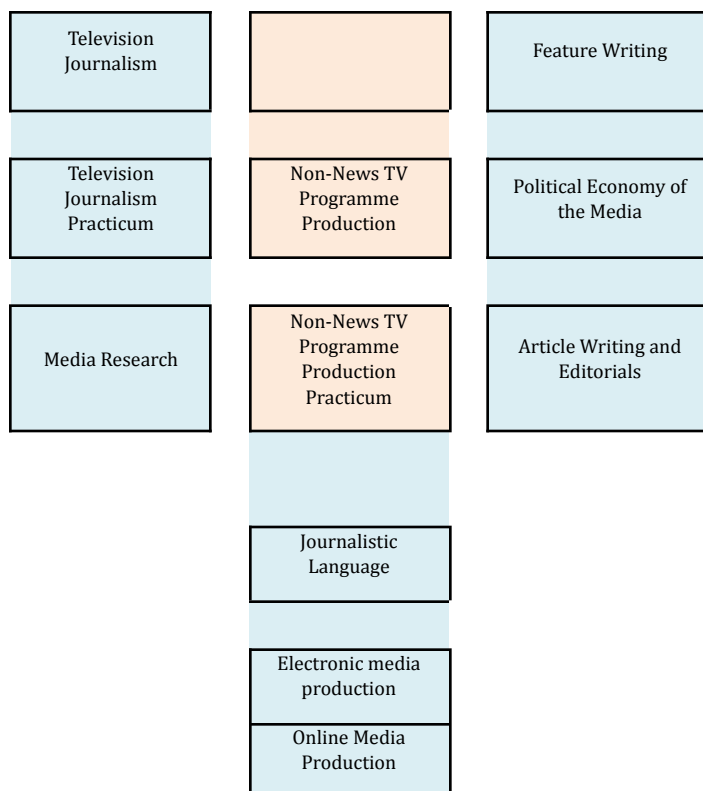 Television
Journalism
Feature Writing
Television
Journalism
Practicum
Non-News TV
Programme
Production
Political Economy of
the Media
Media Research
Non-News TV
Programme
Production
Practicum
Article Writing and
Editorials
Journalistic
Language
Electronic media
production
Online Media
Production